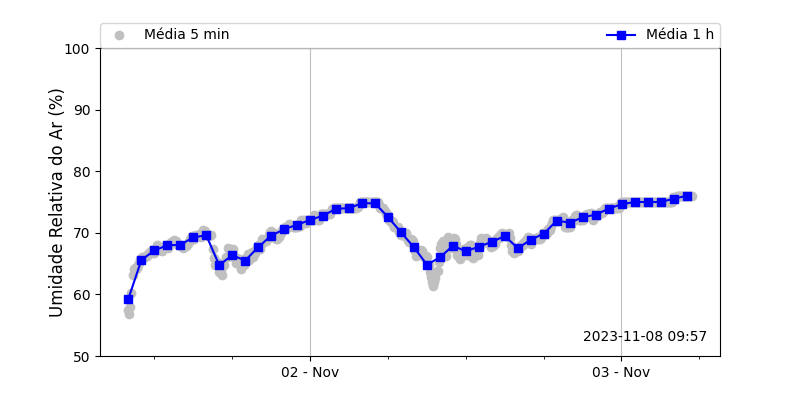 Média 5 min
Média 1 h
Umidade Relativa do Ar (%)
100
90
80
70
60
50
2023-11-08 09:57
02 - Nov
03 - Nov